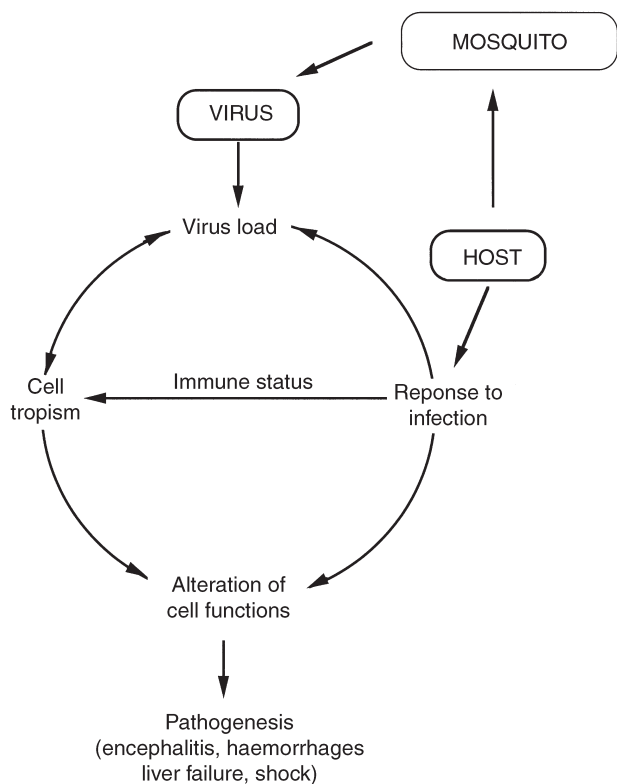 MOSQUITO
VIRUS
Virus load
HOST
Immune status
Cell
tropism
Reponse to
infection
Alteration of
cell functions
Pathogenesis
(encephalitis, haemorrhages
liver failure, shock)